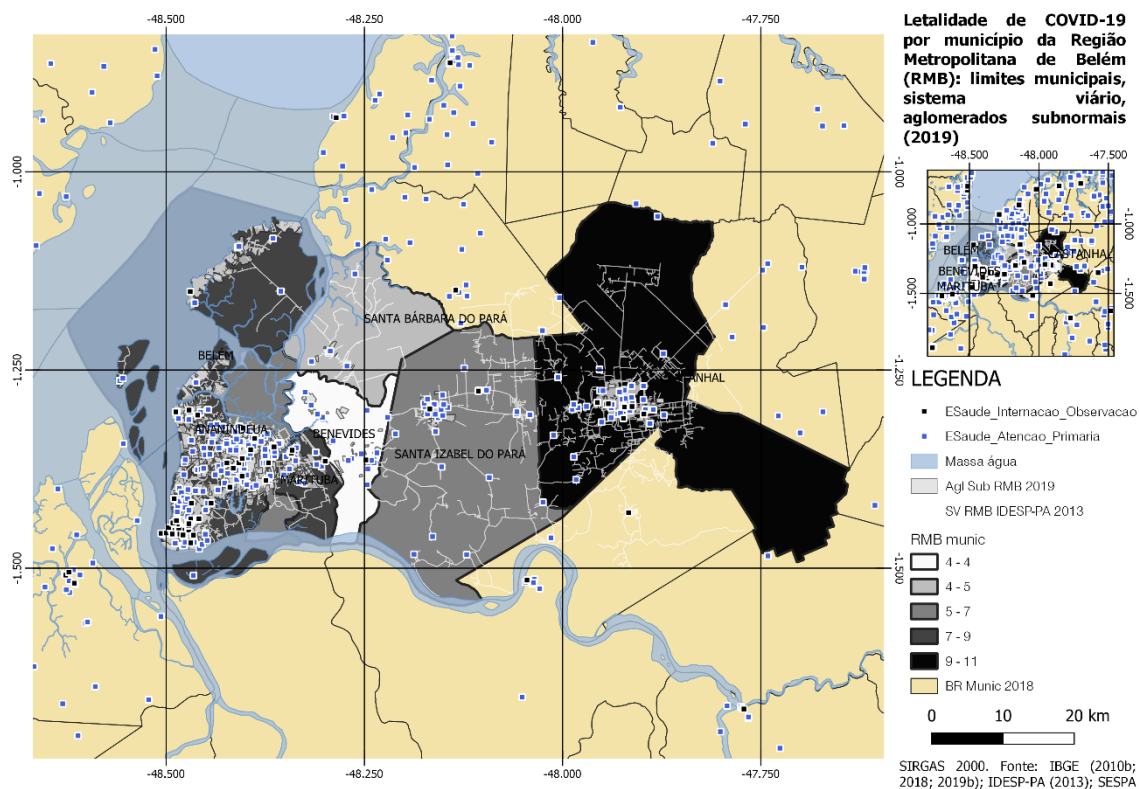 -48.500 -48.250 -48.000 -47.750
Letalidade de COVID-19
por município da Região
Metropolitana de Belém
(RMB): limites municipais,
sistema viário,
aglomerados subnormais
(2019)
-1.000
-1.000
-48.500 -48.000 -47.500
-1.000
-1.000
BELÉM
CASTANHAL
BENEVIDES
MARITUBA
-1.500
-1.500
SANTA BÁRBARA DO PARÁ
BELÉM
-1.250
-1.250
ANHAL
ANANINDEUA
BENEVIDES
SANTA IZABEL DO PARÁ
MARITUBA
-1.500
-1.500
LEGENDA
ESaude_Internacao_Observacao
ESaude_Atencao_Primaria
Massa água
Agl Sub RMB 2019
SV RMB IDESP-PA 2013
RMB munic
4 - 4
4 - 5
5 - 7
7 - 9
9 - 11
BR Munic 2018
0 10 20 km
SIRGAS 2000. Fonte: IBGE (2010b;
2018; 2019b); IDESP-PA (2013); SESPA
-48.500 -48.250 -48.000 -47.750